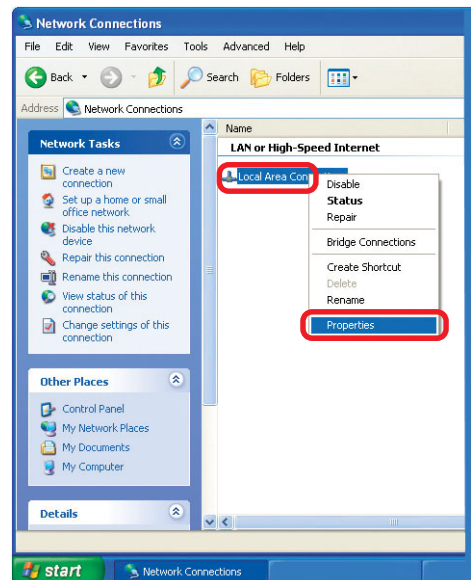 Network Connections
File Edit View Favorites Tools Advanced Help
Back Search Folders
Address Network Connections
Network Tasks
Create a new
connection
Set up a home or small
office network
Disable this network
device
Repair this connection
Rename this connection
View status of this
connection
Change settings of this
connection
Other Places
Control Panel
My Network Places
My Documents
My Computer
Details
Name
LAN or High-Speed Internet
Local Area Con
Disable
Status
Repair
Bridge Connections
Create Shortcut
Delete
Rename
Properties
start Network Connections